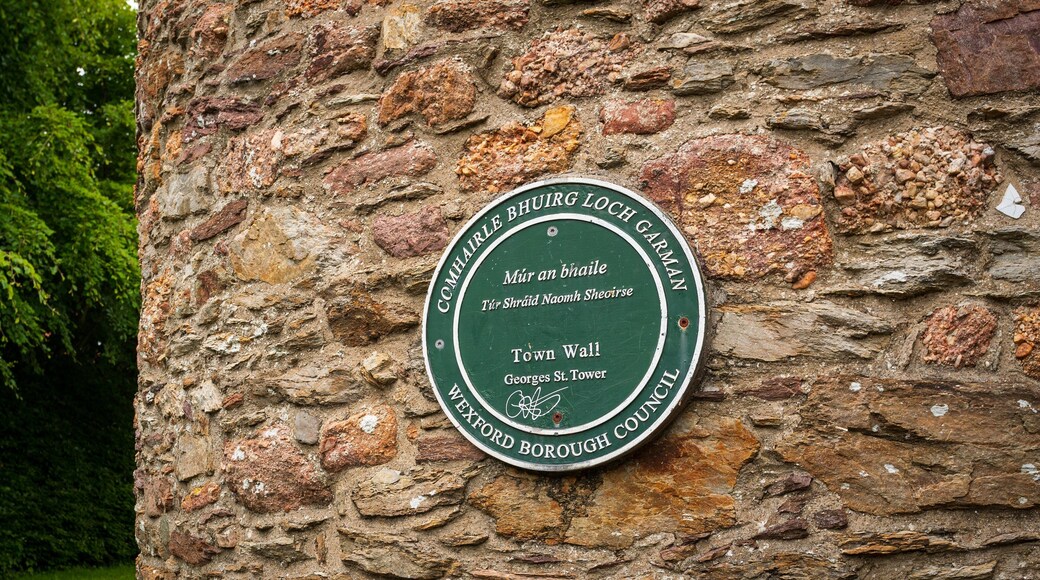 COMHAIRLE BHUIRG LOCH GARMAN
Múr an bhaile
Túr Shráid Naomh Sheoirse
Town Wall
Georges St. Tower
WEXFORD BOROUGH COUNCIL